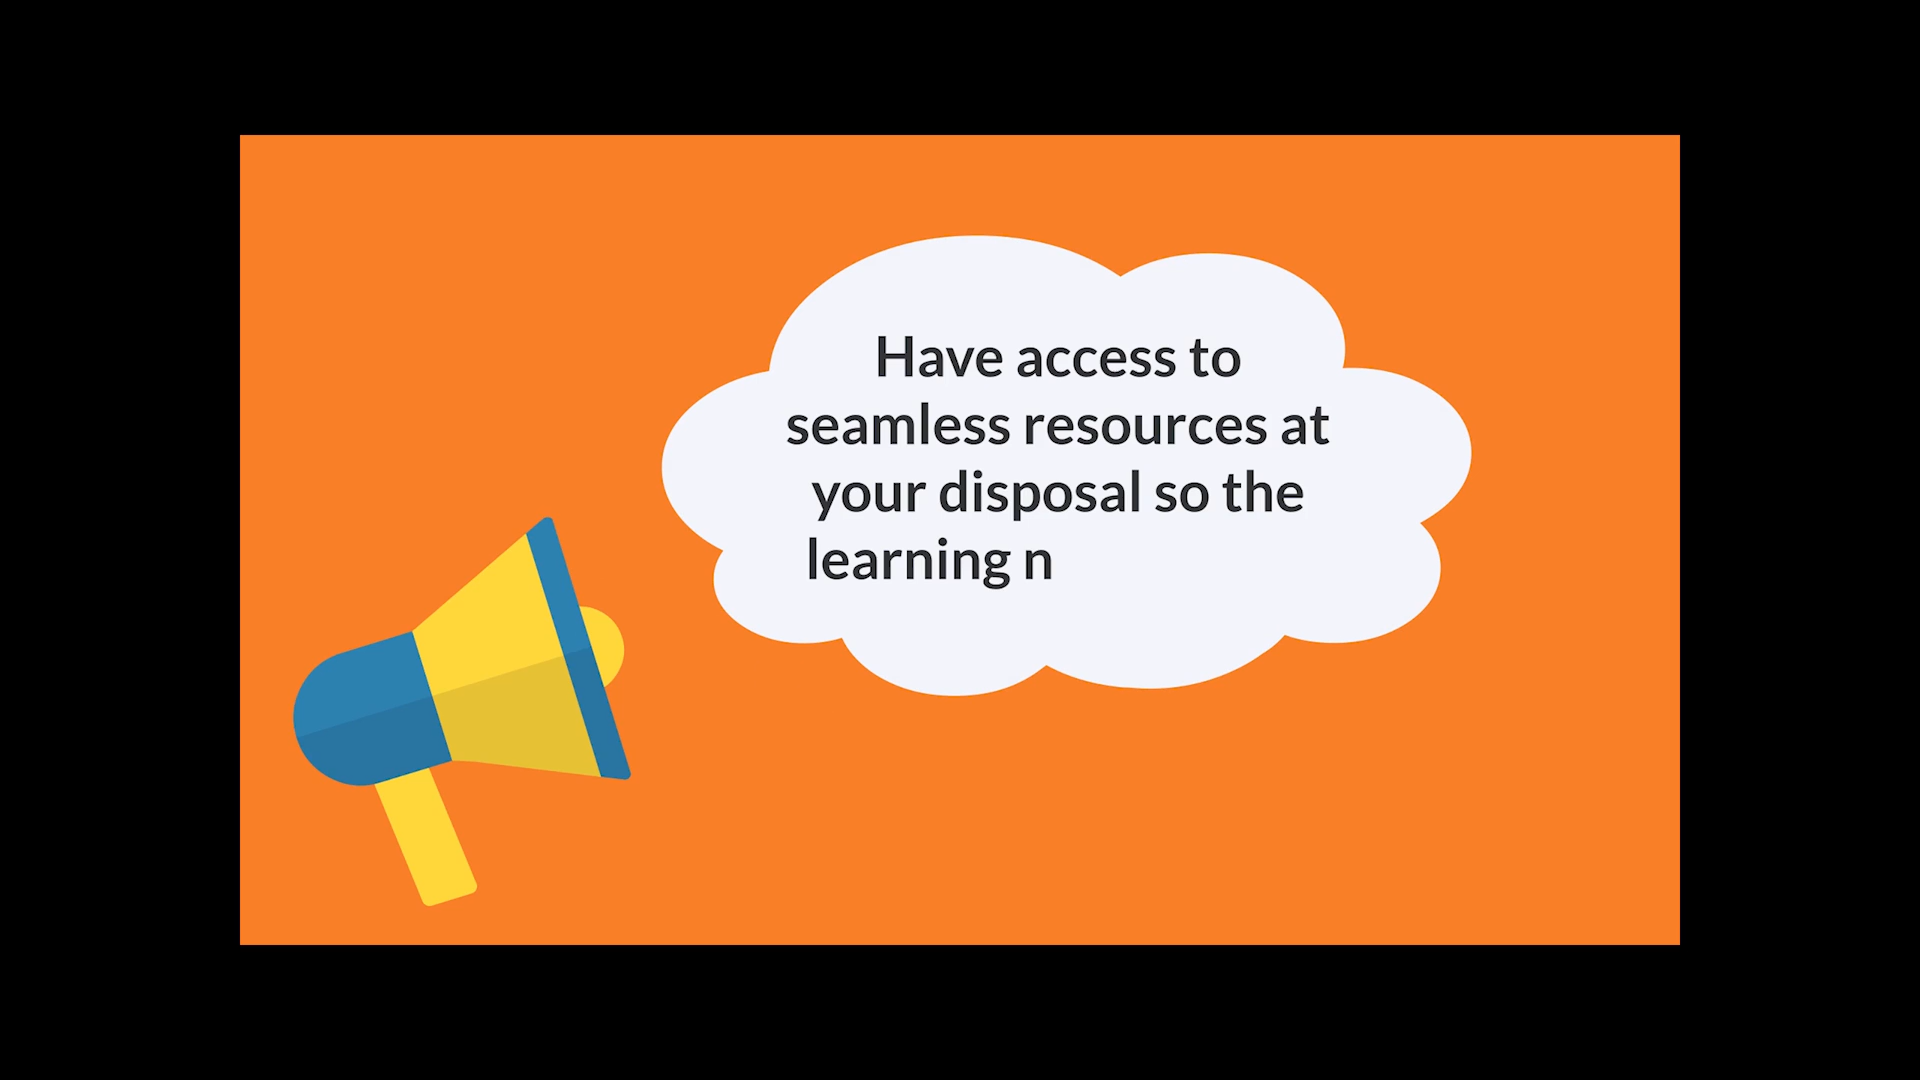 Have access to
seamless resources at
your disposal so the
learning n